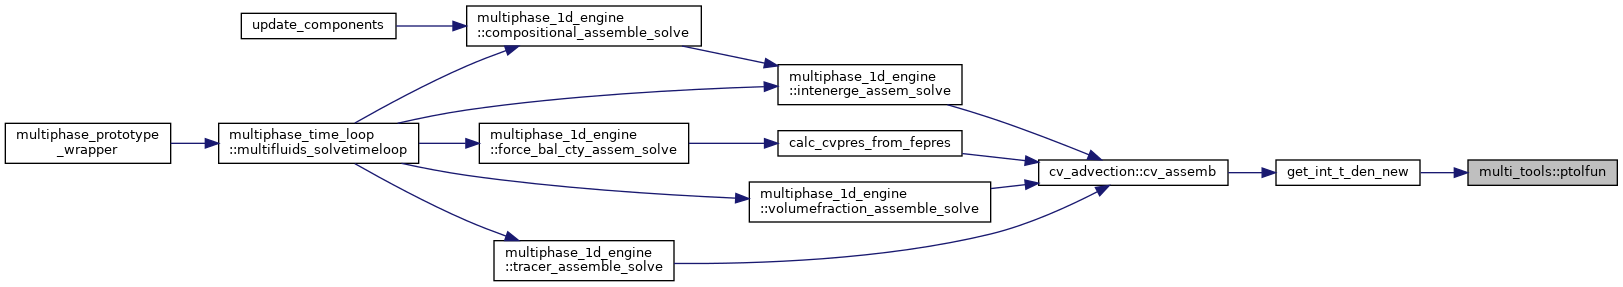 update_components
multiphase_1d_engine
::compositional_assemble_solve
multiphase_1d_engine
::intenerge_assem_solve
multiphase_prototype
_wrapper
multiphase_time_loop
::multifluids_solvetimeloop
multiphase_1d_engine
::force_bal_cty_assem_solve
calc_cvpres_from_fepres
cv_advection::cv_assemb
get_int_t_den_new
multi_tools::ptolfun
multiphase_1d_engine
::volumefraction_assemble_solve
multiphase_1d_engine
::tracer_assemble_solve